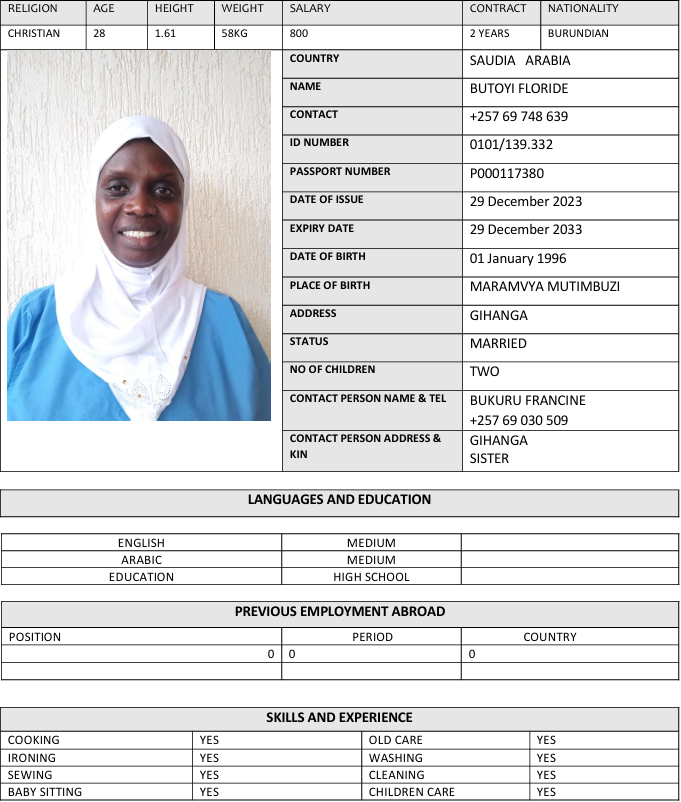 RELIGION AGE HEIGHT WEIGHT SALARY CONTRACT NATIONALITY
CHRISTIAN 28 1.61 58KG 800 2 YEARS BURUNDIAN
COUNTRY SAUDIA ARABIA
NAME BUTOYI FLORIDE
CONTACT +257 69 748 639
ID NUMBER 0101/139.332
PASSPORT NUMBER P000117380
DATE OF ISSUE 29 December 2023
EXPIRY DATE 29 December 2033
DATE OF BIRTH 01 January 1996
PLACE OF BIRTH MARAMVYA MUTIMBUZI
ADDRESS GIHANGA
STATUS MARRIED
NO OF CHILDREN TWO
CONTACT PERSON NAME & TEL BUKURU FRANCINE
+257 69 030 509
CONTACT PERSON ADDRESS & GIHANGA
KIN SISTER
LANGUAGES AND EDUCATION
ENGLISH MEDIUM
ARABIC MEDIUM
EDUCATION HIGH SCHOOL
PREVIOUS EMPLOYMENT ABROAD
POSITION PERIOD COUNTRY
0 0 0
SKILLS AND EXPERIENCE
COOKING YES OLD CARE YES
IRONING YES WASHING YES
SEWING YES CLEANING YES
BABY SITTING YES CHILDREN CARE YES